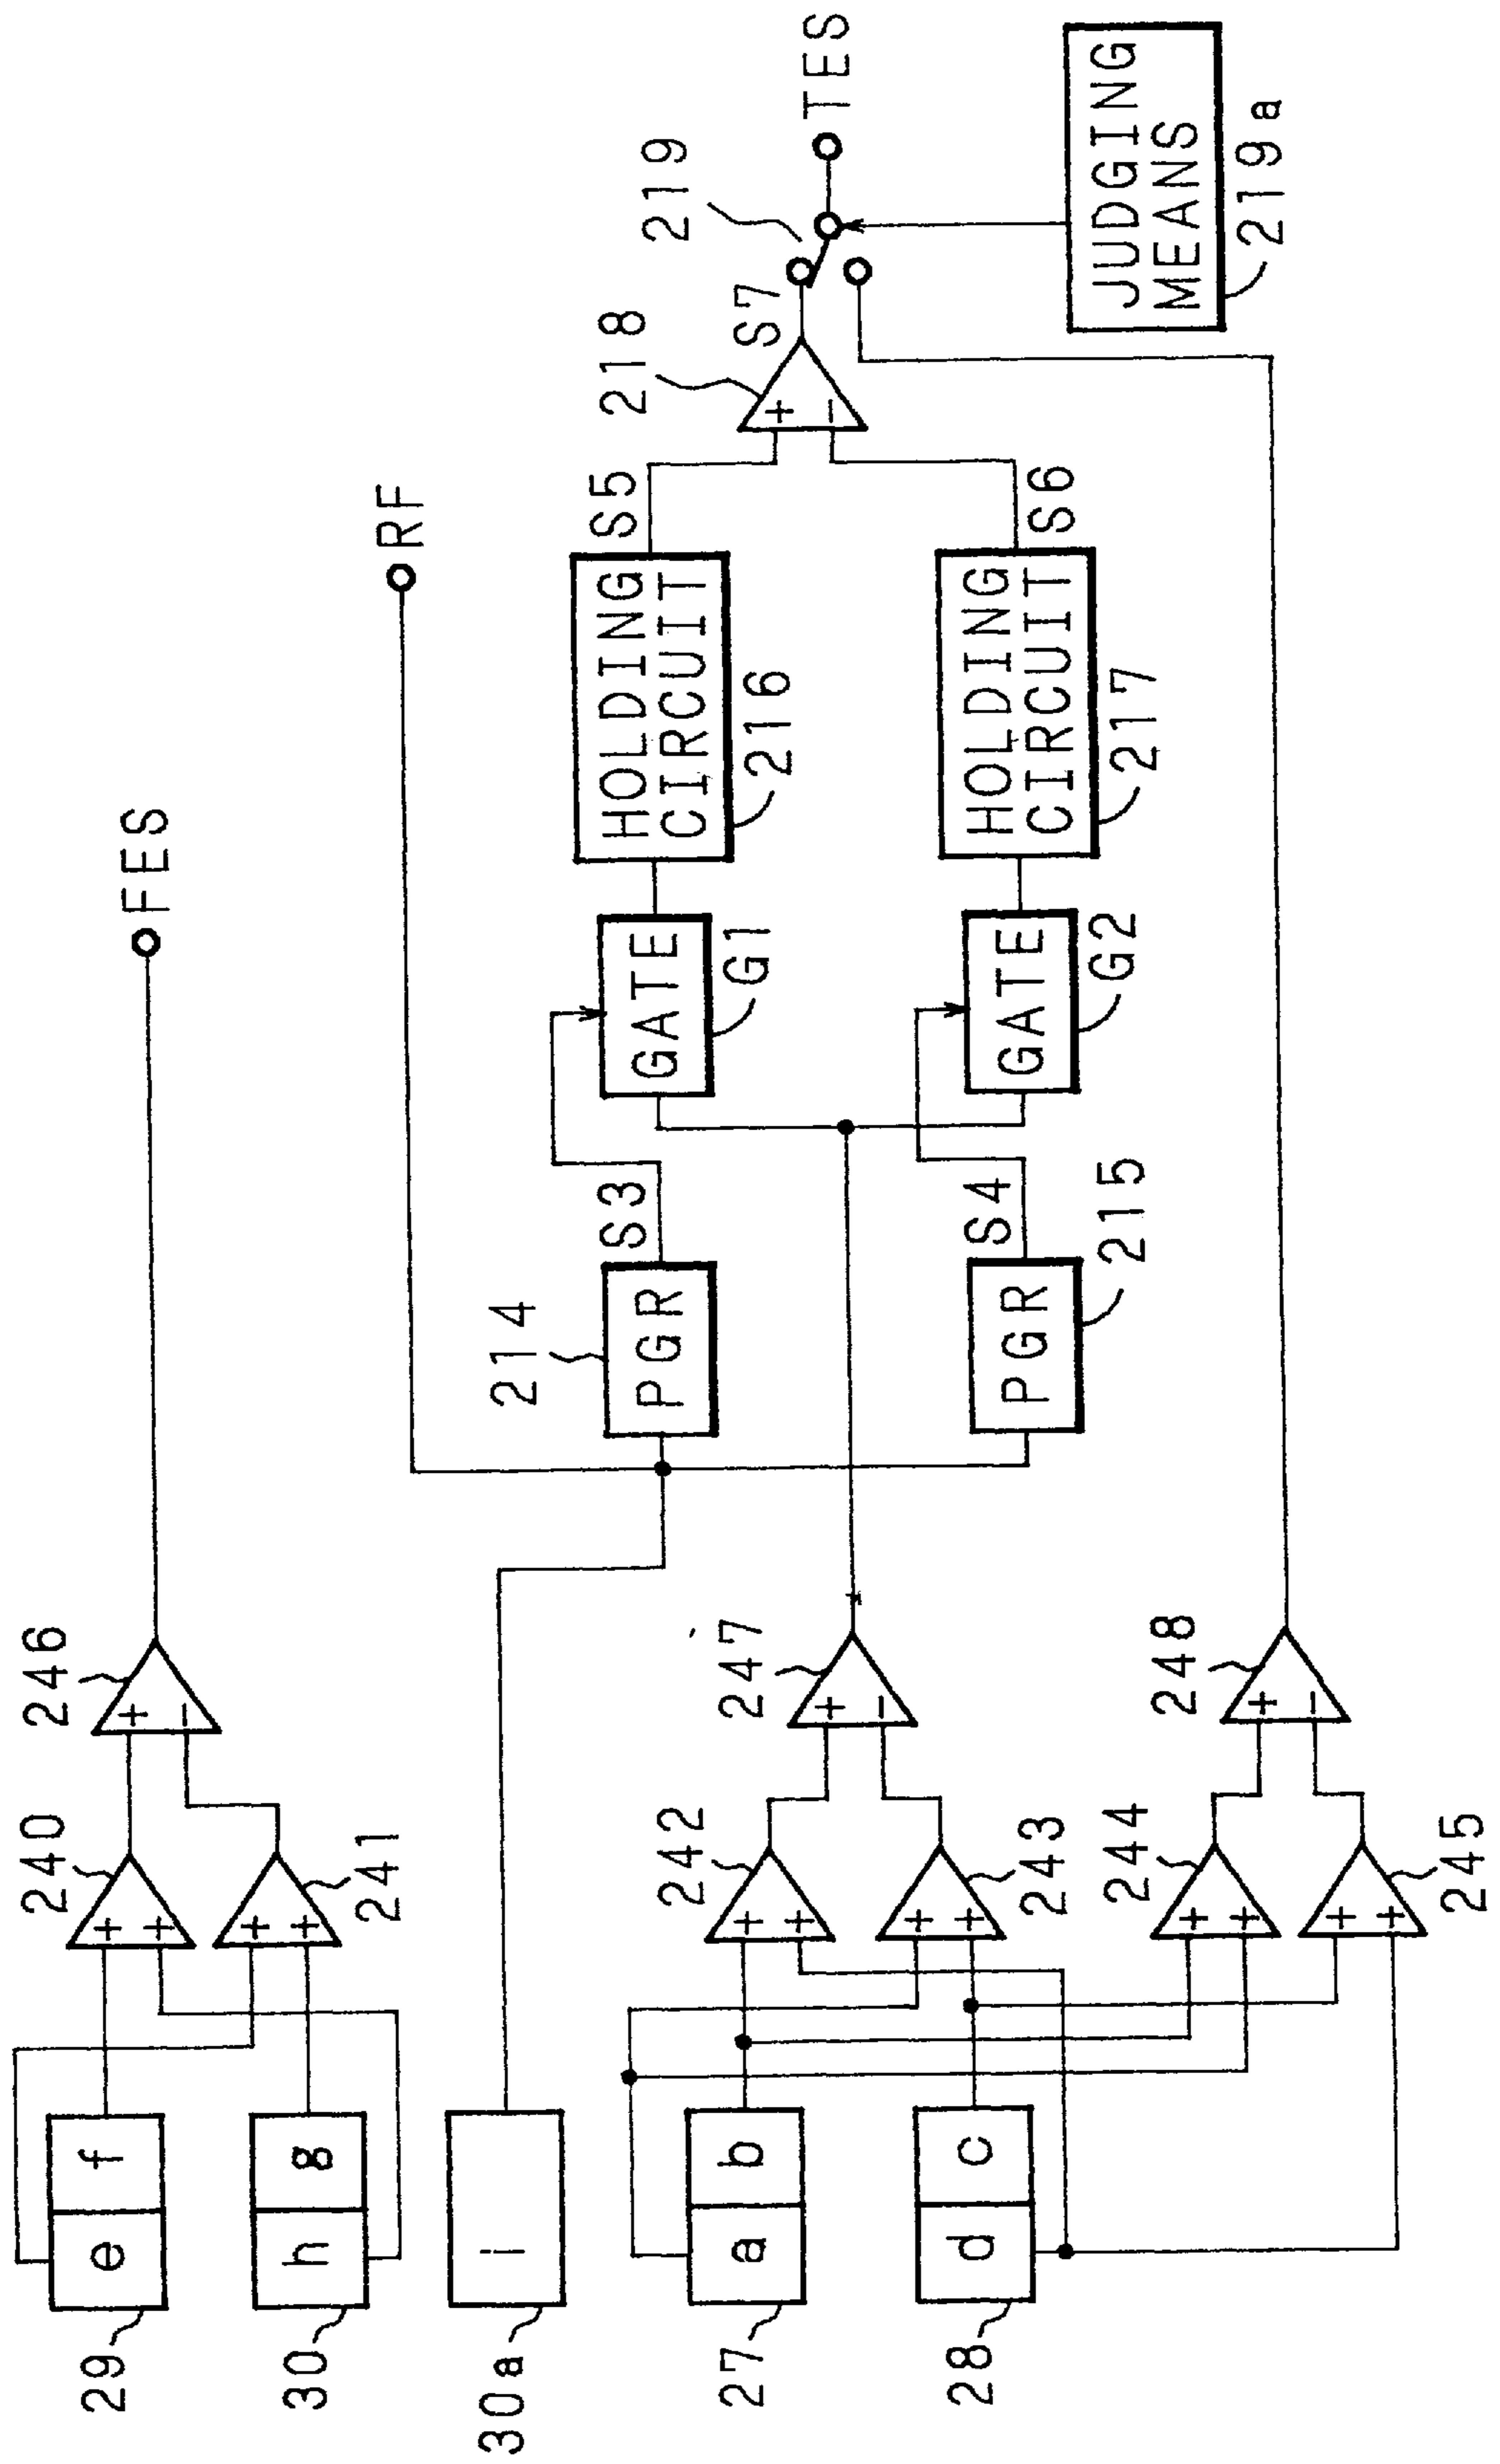 29
e f
30
h g
240
+ +
241
+ +
246
+ −
FES
30a
i
RF
27
a b
28
d c
242
+ +
243
+ +
244
+ +
245
+ +
247
+ −
248
+ −
214
PGR
S3
PGR
215
S4
GATE
G1
GATE
G2
HOLDING
CIRCUIT
216
S5
HOLDING
CIRCUIT
217
S6
218
+ −
S7
219
TES
JUDGING
MEANS
219a